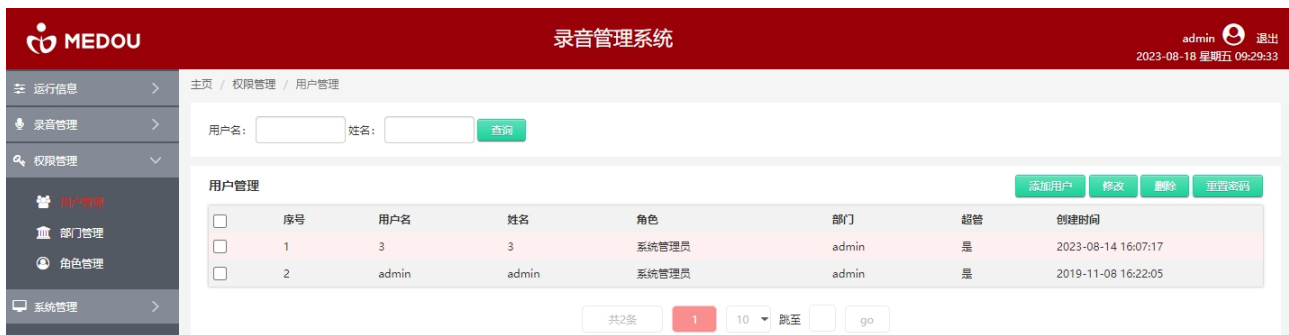 MEDOU
录音管理系统
admin 退出
2023-08-18 星期五 09:29:33
运行信息
录音管理
权限管理
用户管理
部门管理
角色管理
系统管理
主页 / 权限管理 / 用户管理
用户名: 姓名: 查询
用户管理 添加用户 修改 删除 重置密码
序号 用户名 姓名 角色 部门 超管 创建时间
1 3 3 系统管理员 admin 是 2023-08-14 16:07:17
2 admin admin 系统管理员 admin 是 2019-11-08 16:22:05
共2条 1 10 跳至 go